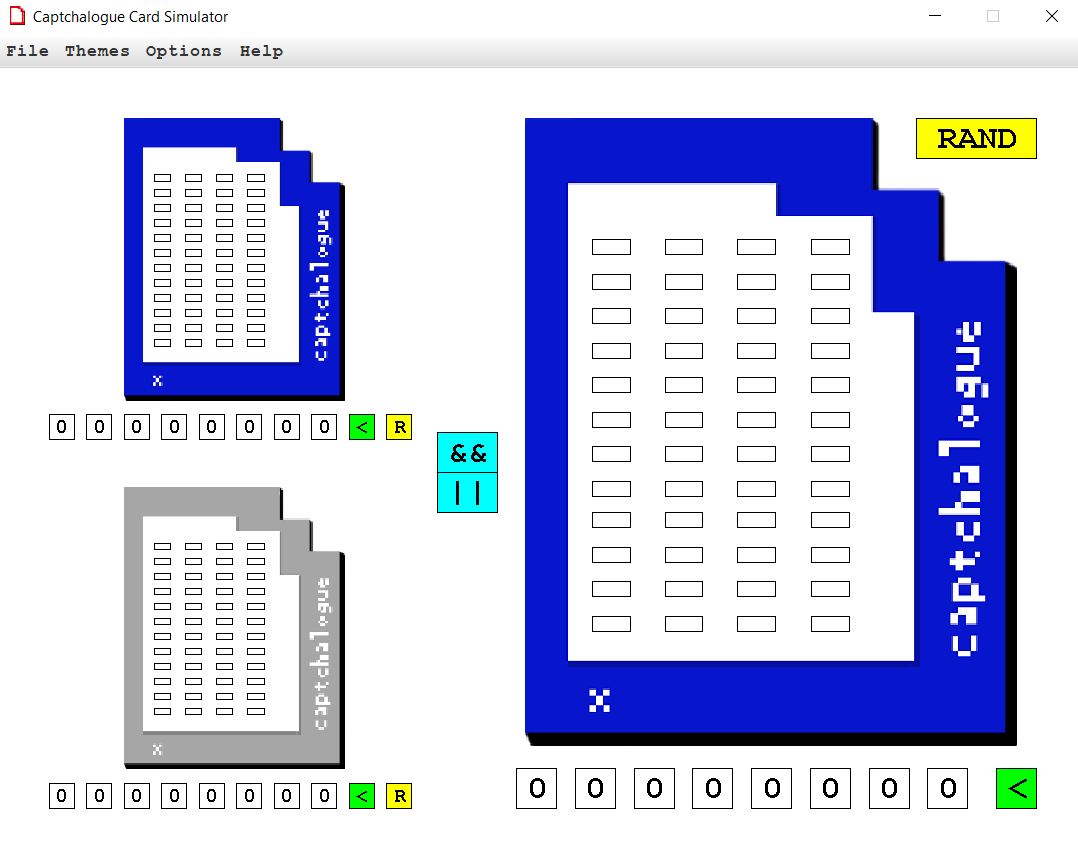 Captchalogue Card Simulator
File Themes Options Help
captchalogue
x
0 0 0 0 0 0 0 0 < R
captchalogue
x
0 0 0 0 0 0 0 0 < R
&&
||
RAND
captchalogue
x
0 0 0 0 0 0 0 0 <